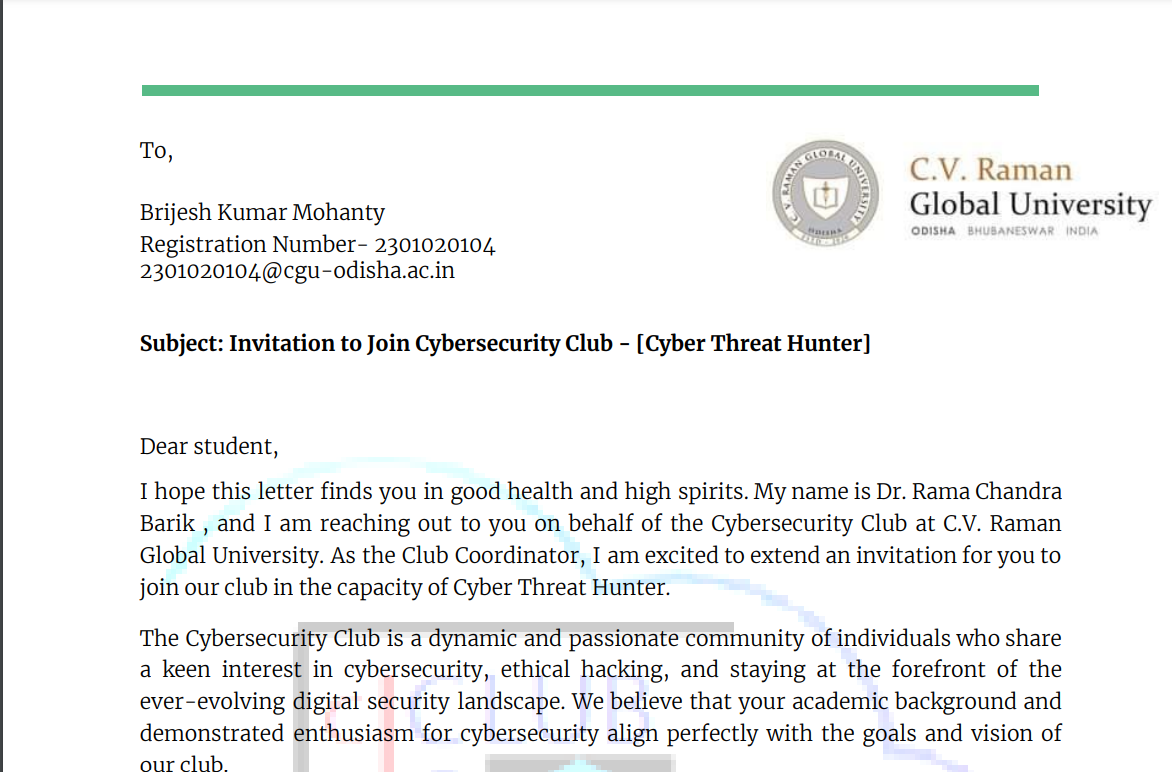 To,
C.V. RAMAN GLOBAL UNIVERSITY
ODISHA
C.V. Raman
Global University
ODISHA BHUBANESWAR INDIA
Brijesh Kumar Mohanty
Registration Number- 2301020104
2301020104@cgu-odisha.ac.in
Subject: Invitation to Join Cybersecurity Club - [Cyber Threat Hunter]
Dear student,
I hope this letter finds you in good health and high spirits. My name is Dr. Rama Chandra
Barik , and I am reaching out to you on behalf of the Cybersecurity Club at C.V. Raman
Global University. As the Club Coordinator, I am excited to extend an invitation for you to
join our club in the capacity of Cyber Threat Hunter.
The Cybersecurity Club is a dynamic and passionate community of individuals who share
a keen interest in cybersecurity, ethical hacking, and staying at the forefront of the
ever-evolving digital security landscape. We believe that your academic background and
demonstrated enthusiasm for cybersecurity align perfectly with the goals and vision of
our club.
CLUB